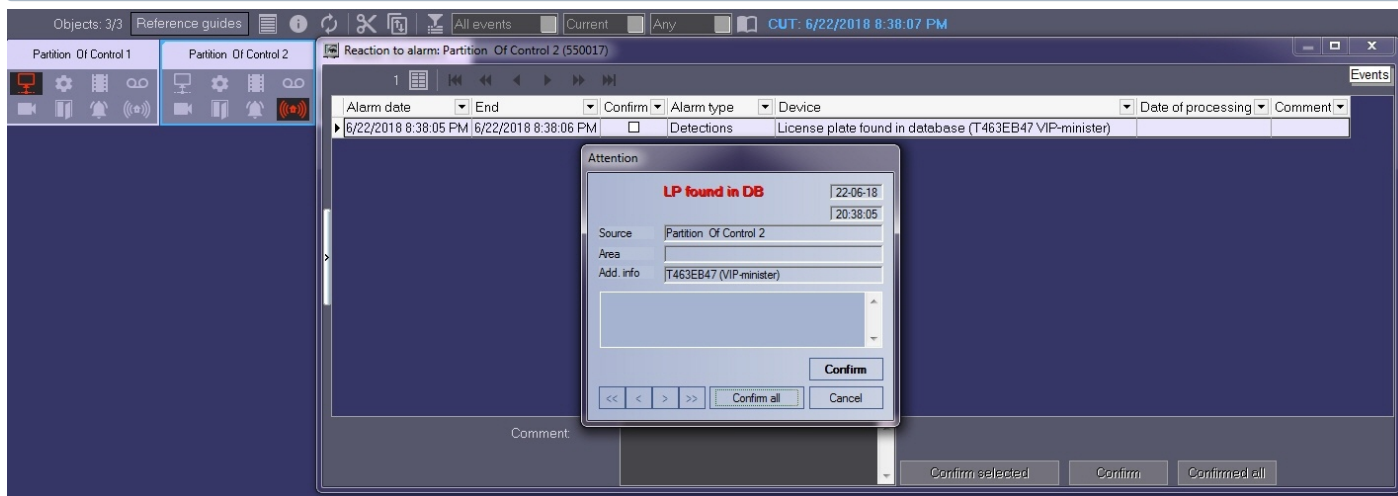 Objects: 3/3 Reference guides All events Current Any CUT: 6/22/2018 8:38:07 PM
Partition Of Control 1 Partition Of Control 2 Reaction to alarm: Partition Of Control 2 (550017)
1
Events
Alarm date End Confirm Alarm type Device Date of processing Comment
6/22/2018 8:38:05 PM 6/22/2018 8:38:06 PM Detections License plate found in database (T463EB47 VIP-minister)
Attention
LP found in DB 22-06-18
20:38:05
Source Partition Of Control 2
Area
Add. info T463EB47 (VIP-minister)
Confirm
<< < > >> Confirm all Cancel
Comment:
Confirm selected Confirm Confirmed all